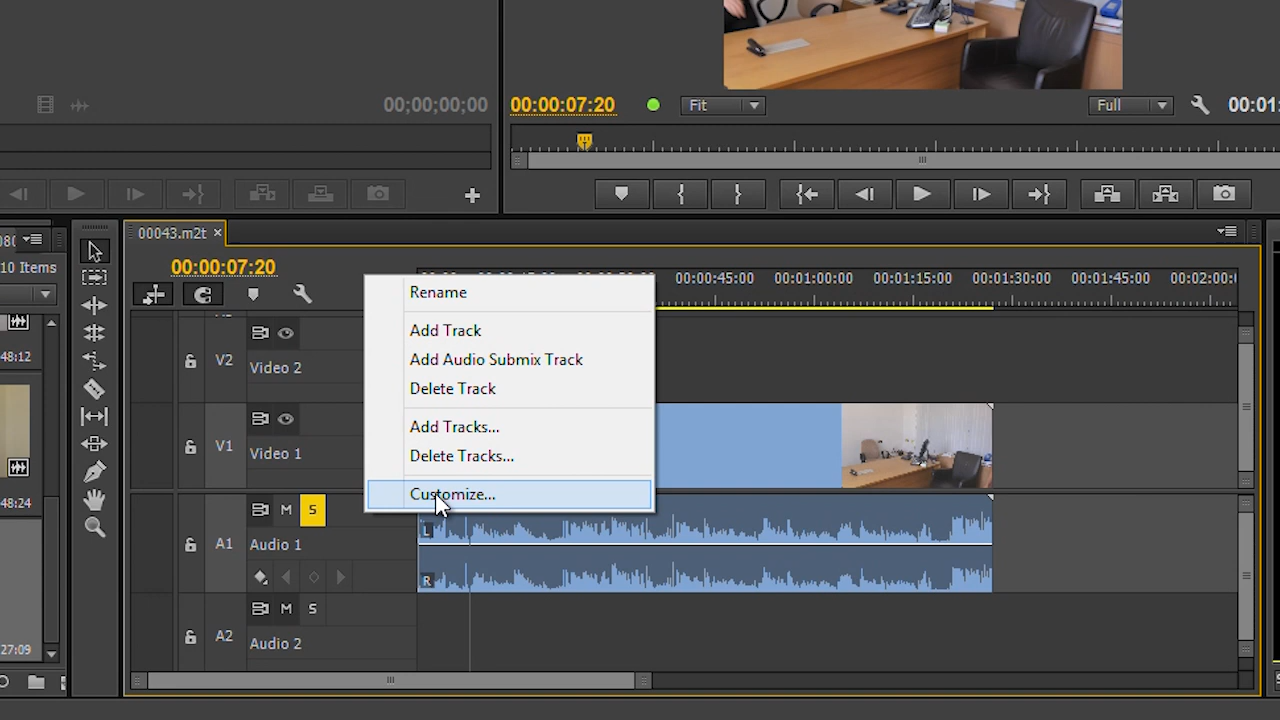 00;00;00;00
00:00:07:20
Fit
Full
00:01:
00043.m2t
10 Items
00:00:07:20
00:00:45:00
00:01:00:00
00:01:15:00
00:01:30:00
00:01:45:00
Rename
Add Track
Add Audio Submix Track
Delete Track
Add Tracks...
Delete Tracks...
Customize...
48:12
V2
Video 2
V1
Video 1
48:24
M
S
A1
Audio 1
L
R
M
S
A2
Audio 2
27:09